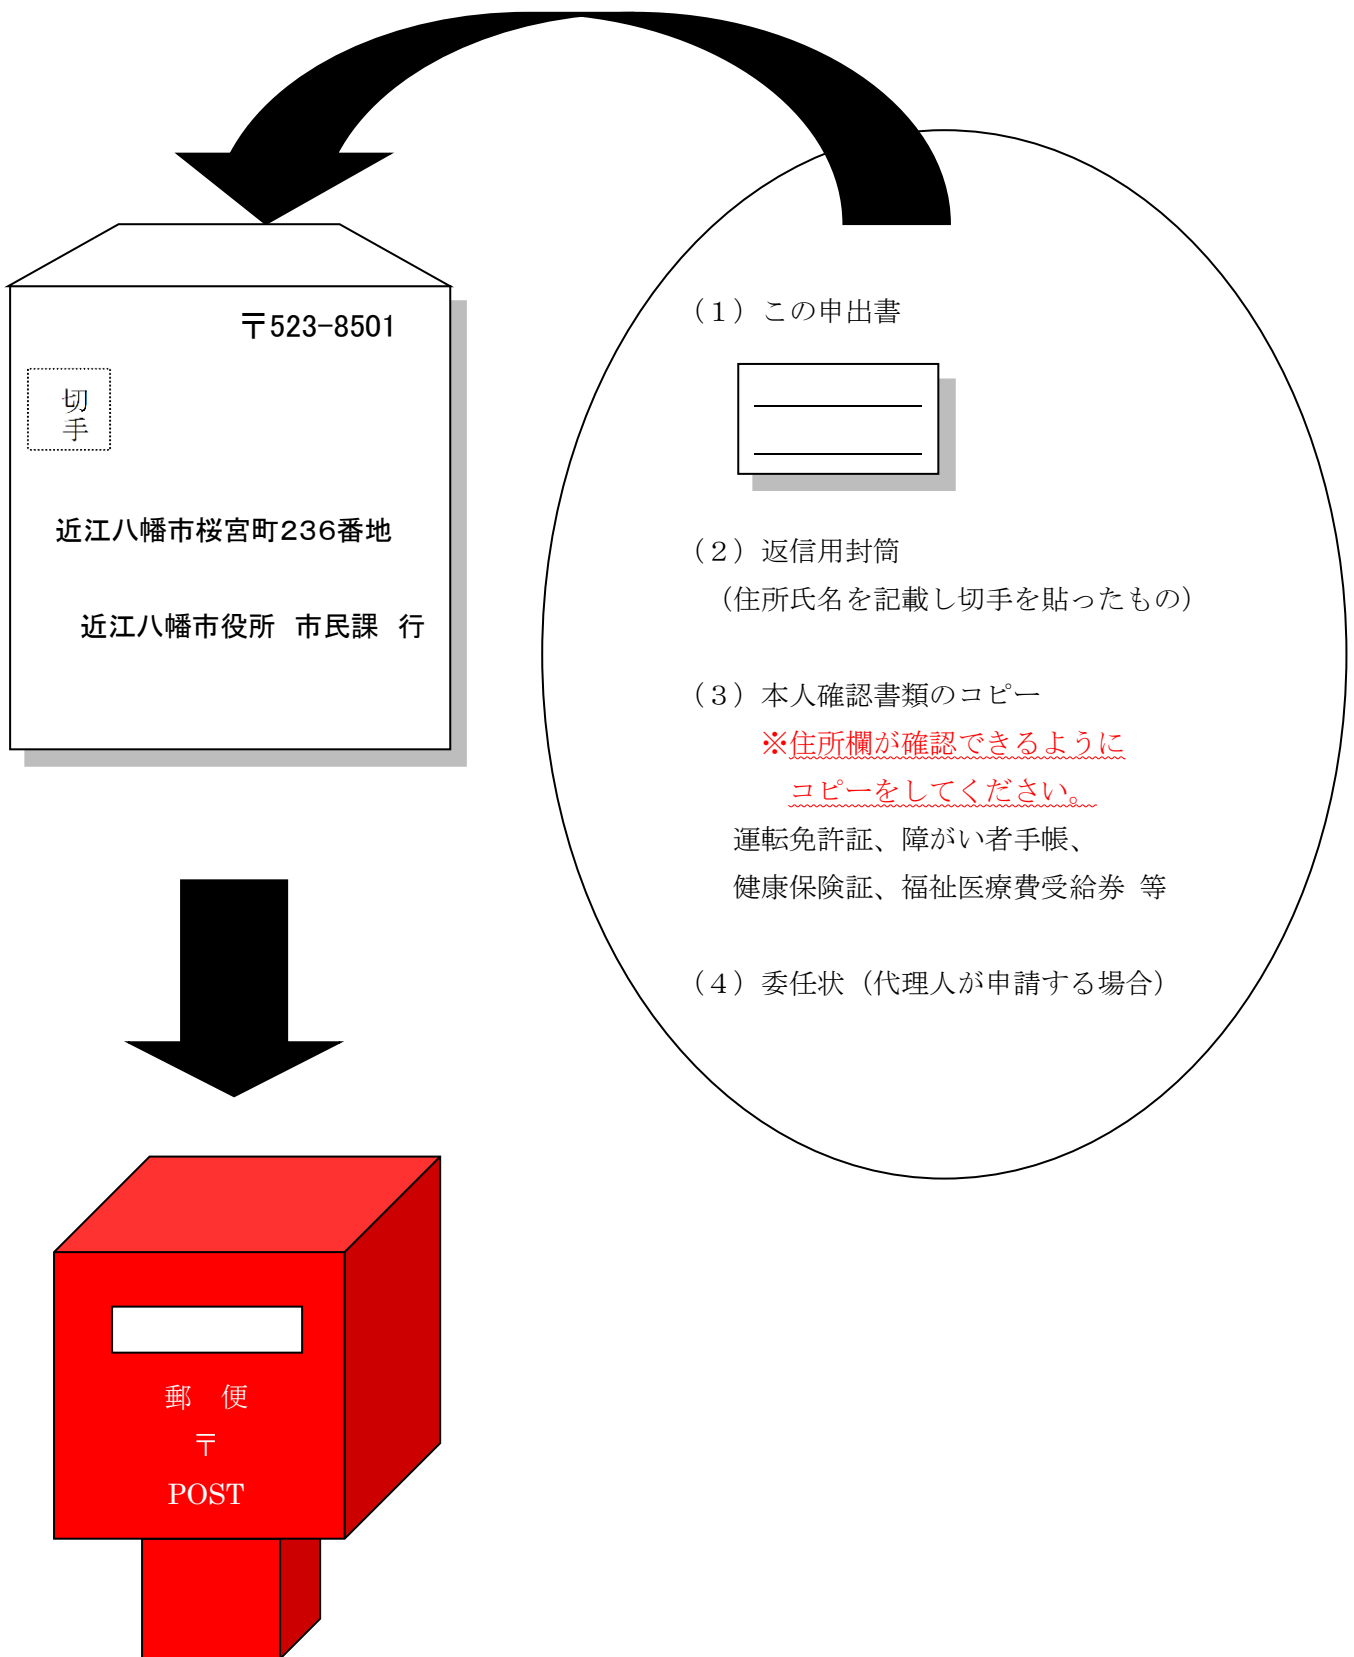 〒523-8501
切手
近江八幡市桜宮町236番地
近江八幡市役所 市民課 行
（1）この申出書
（2）返信用封筒
（住所氏名を記載し切手を貼ったもの）
（3）本人確認書類のコピー
※住所欄が確認できるように
コピーをしてください。
運転免許証、障がい者手帳、
健康保険証、福祉医療費受給券 等
（4）委任状（代理人が申請する場合）
郵 便
〒
POST